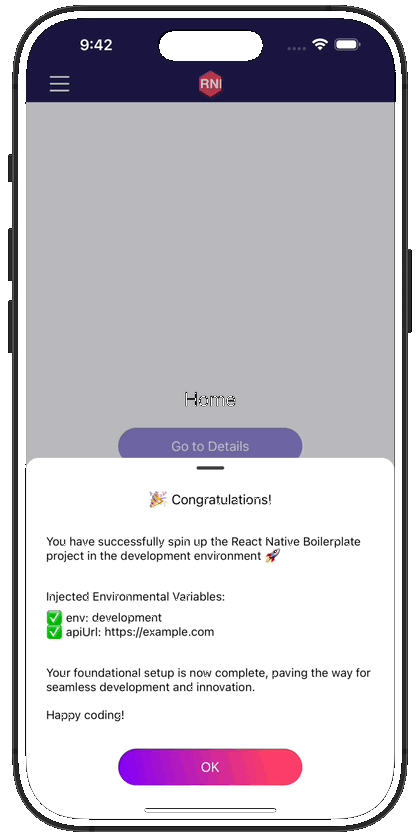 9:42
RNI
Home
Go to Details
🎉 Congratulations!
You have successfully spin up the React Native Boilerplate
project in the development environment 🚀
Injected Environmental Variables:
✅ env: development
✅ apiUrl: https://example.com
Your foundational setup is now complete, paving the way for
seamless development and innovation.
Happy coding!
OK